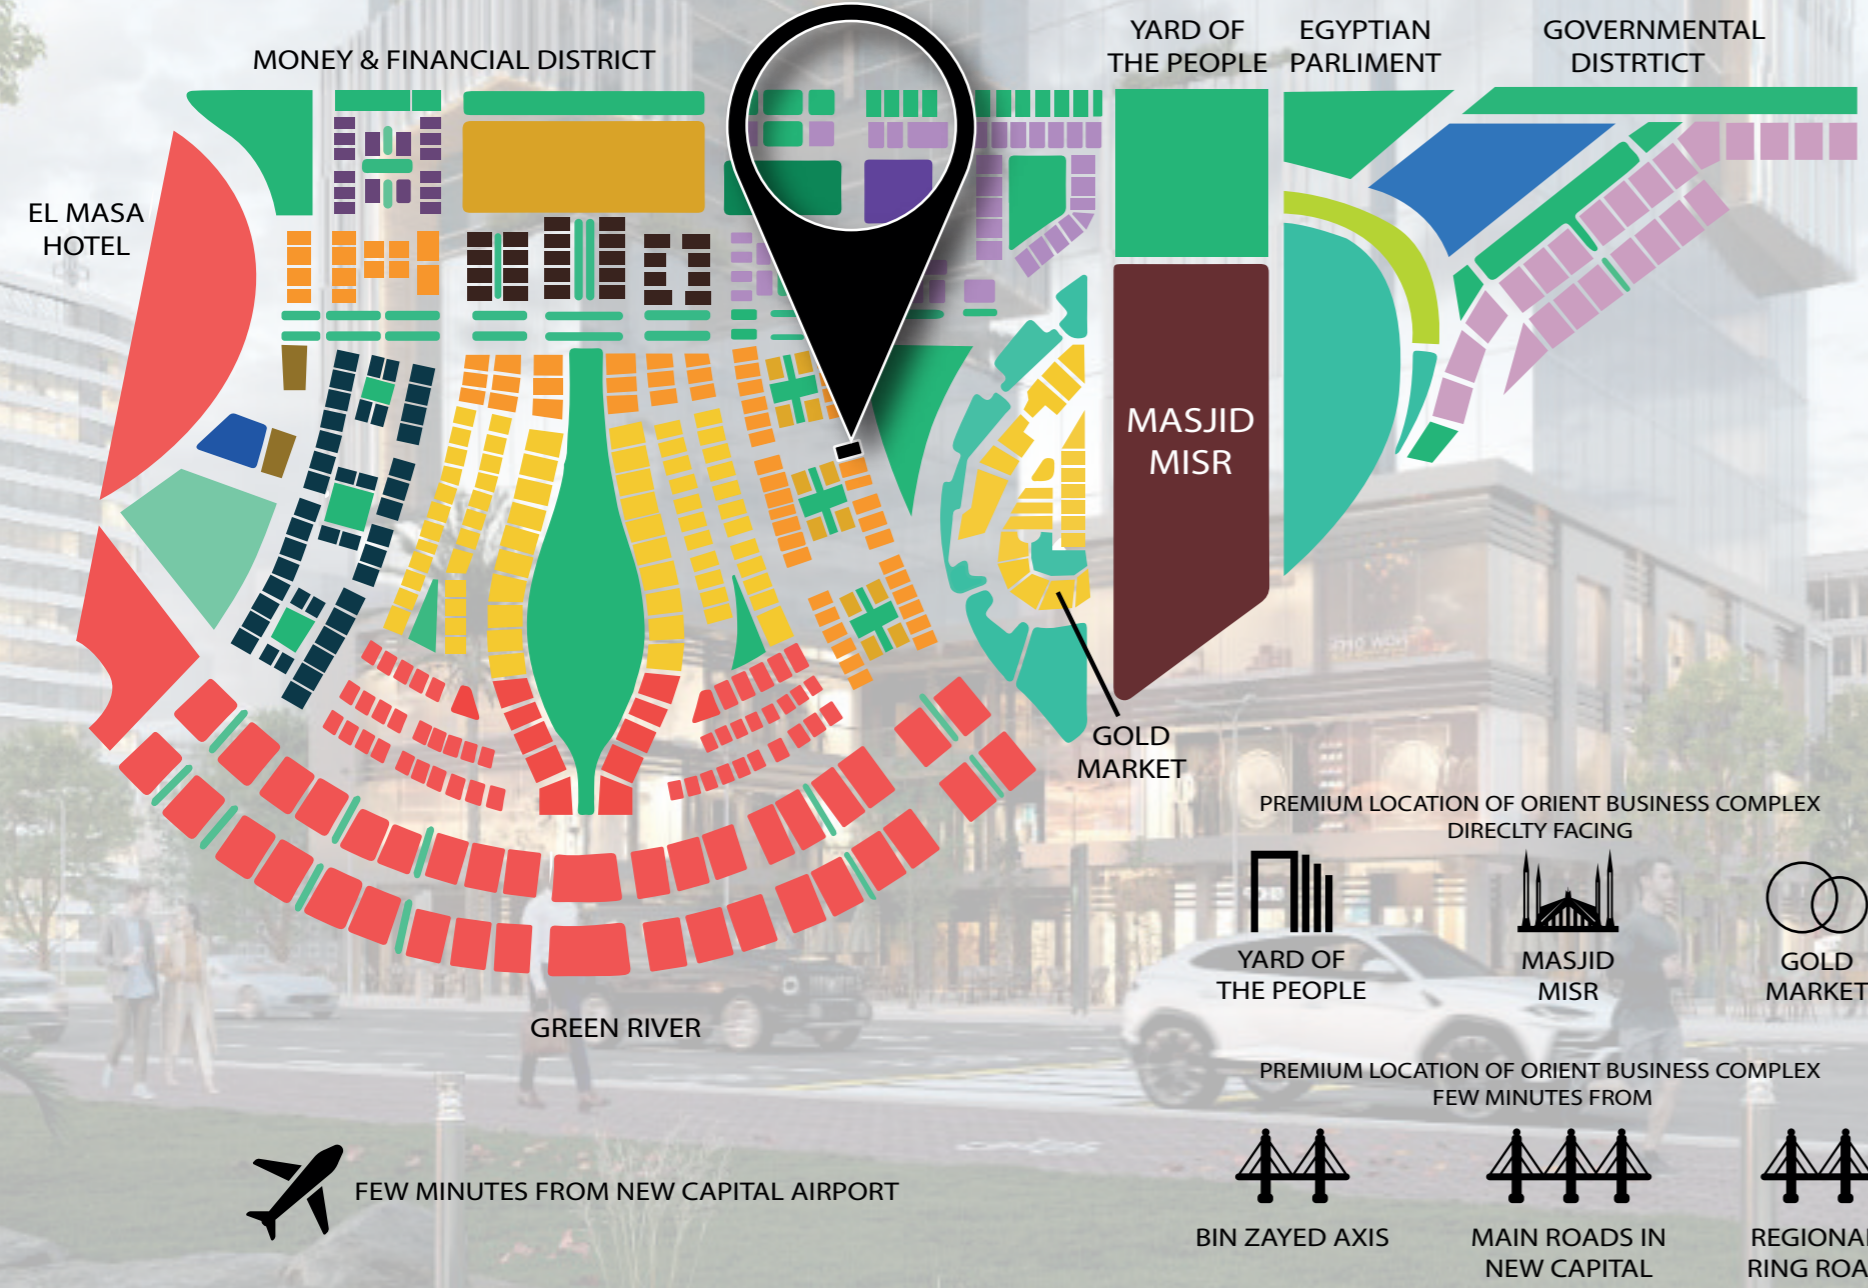 MONEY & FINANCIAL DISTRICT
YARD OF
THE PEOPLE
EGYPTIAN
PARLIMENT
GOVERNMENTAL
DISTRTICT
EL MASA
HOTEL
MASJID
MISR
GOLD
MARKET
PREMIUM LOCATION OF ORIENT BUSINESS COMPLEX
DIRECLTY FACING
YARD OF
THE PEOPLE
MASJID
MISR
GOLD
MARKET
GREEN RIVER
PREMIUM LOCATION OF ORIENT BUSINESS COMPLEX
FEW MINUTES FROM
FEW MINUTES FROM NEW CAPITAL AIRPORT
BIN ZAYED AXIS
MAIN ROADS IN
NEW CAPITAL
REGIONAL
RING ROA